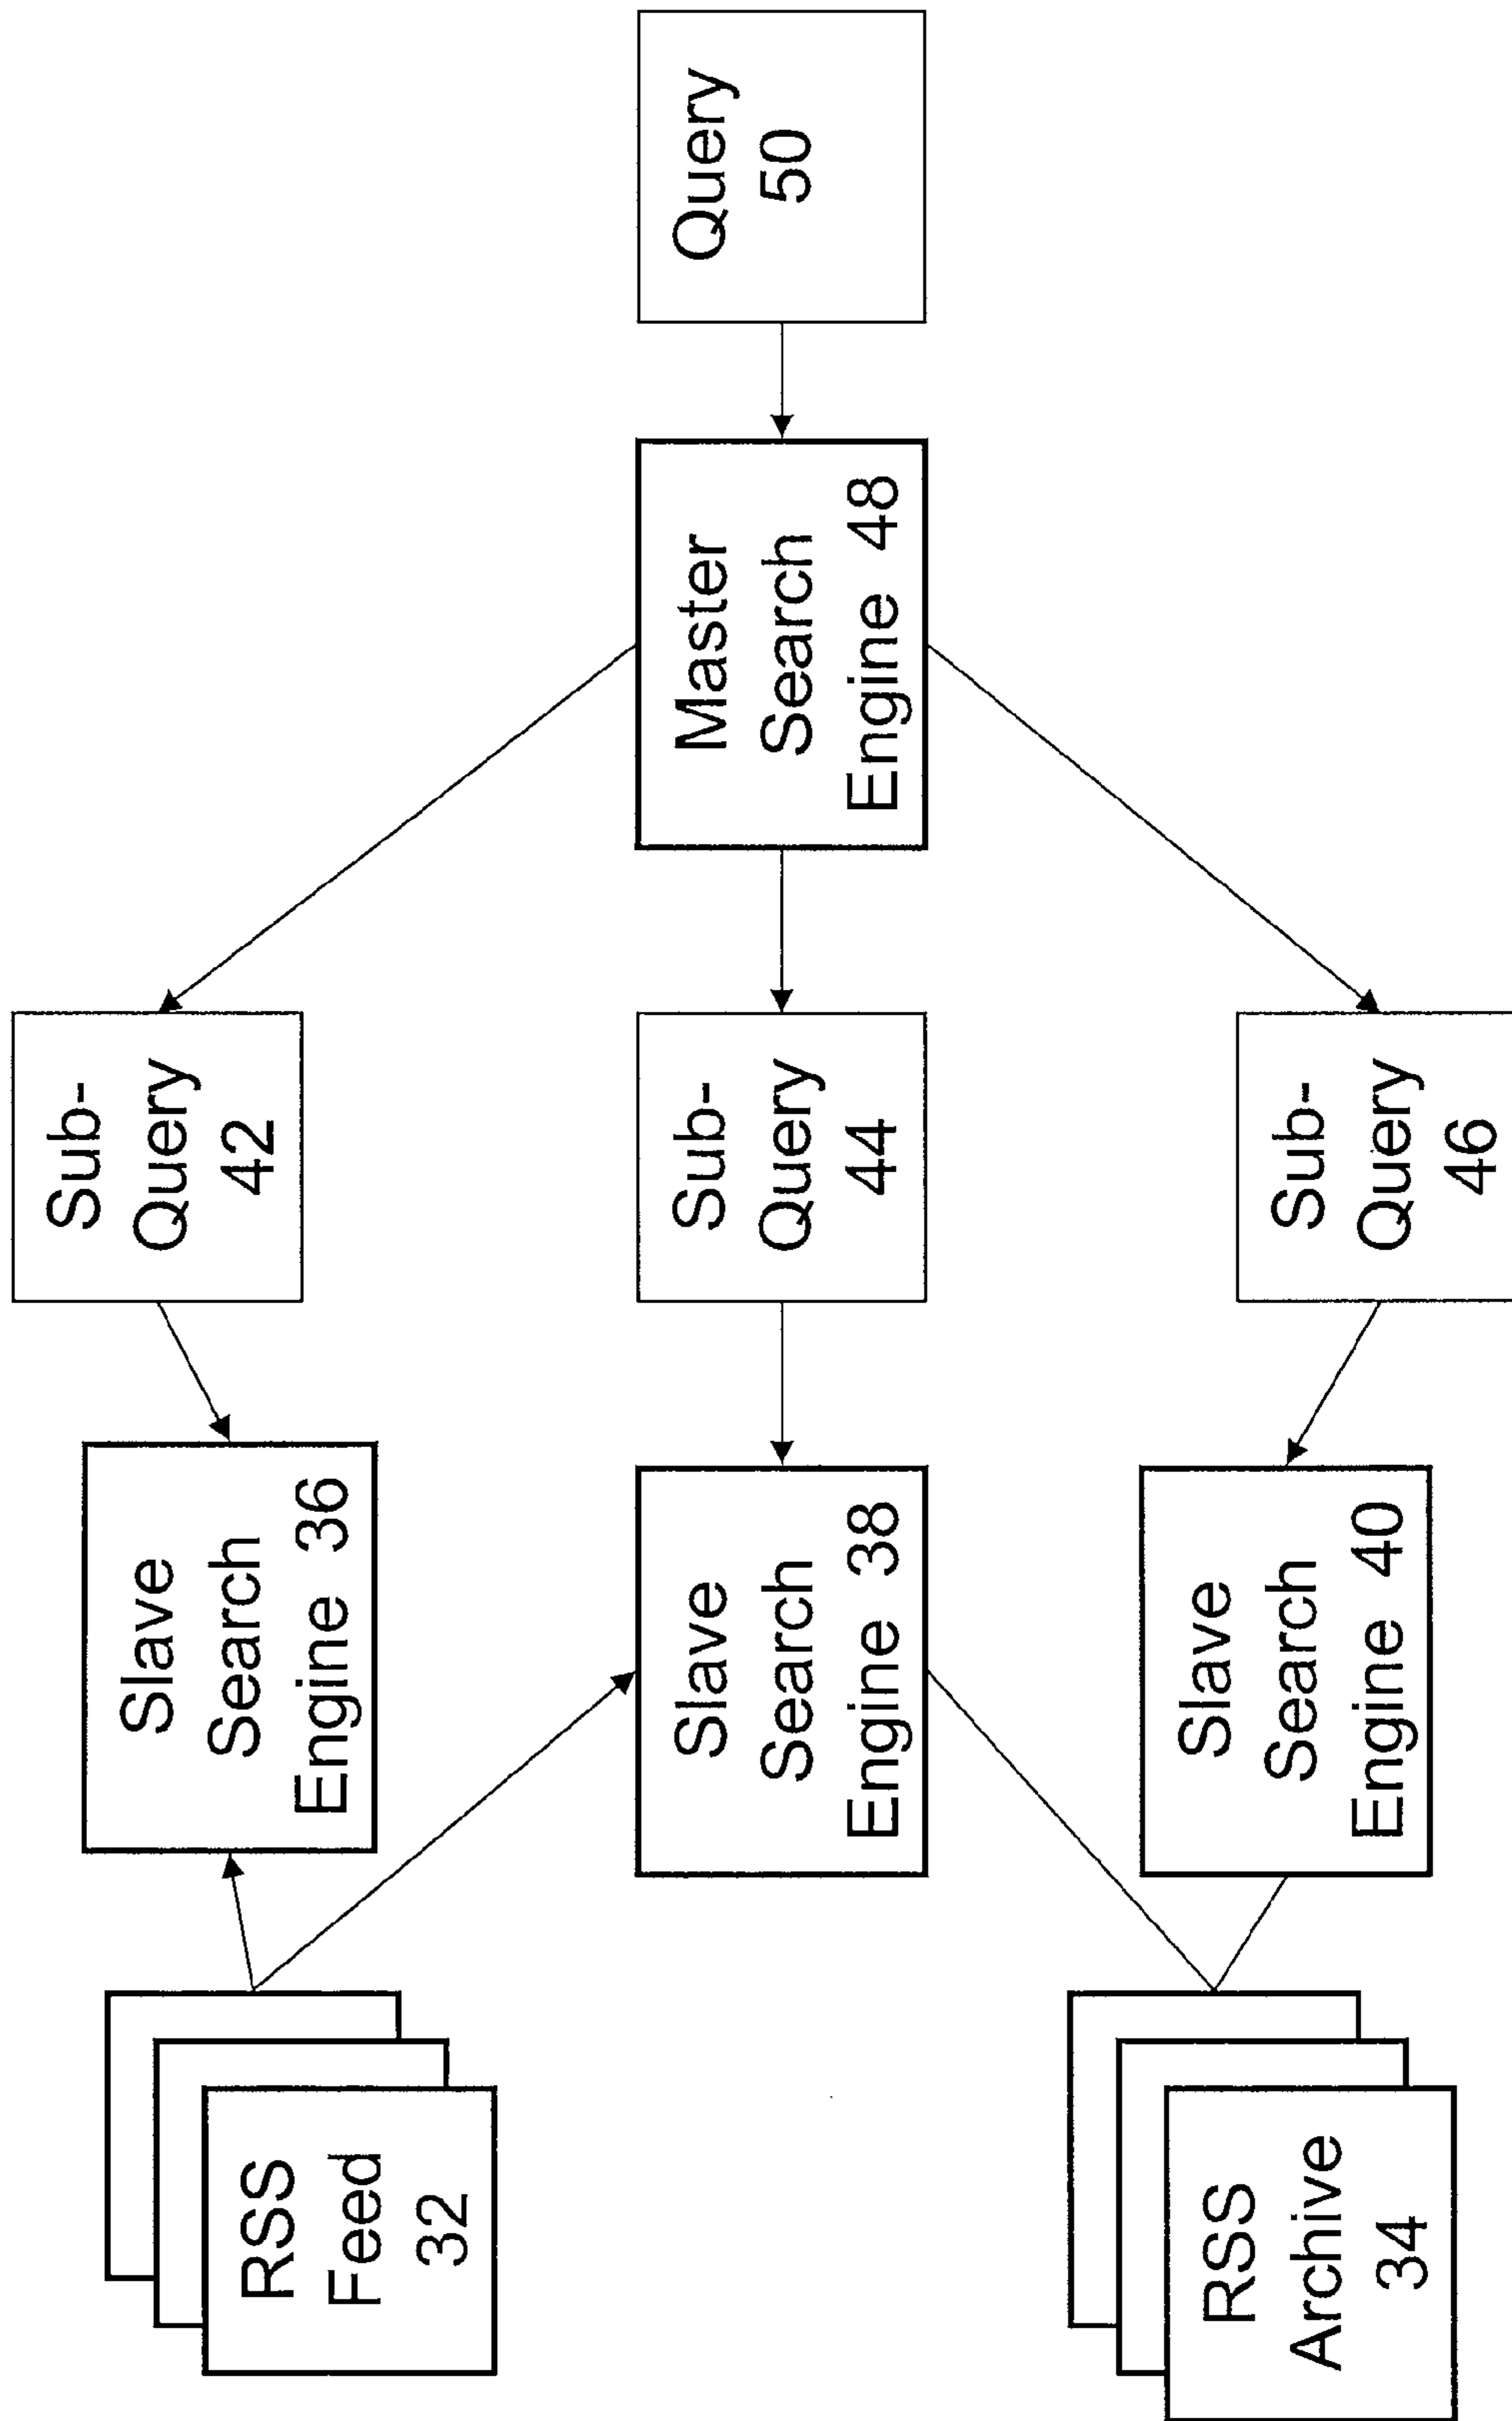 RSS
Feed
32
RSS
Archive
34
Slave
Search
Engine 36
Slave
Search
Engine 38
Slave
Search
Engine 40
Sub-
Query
42
Sub-
Query
44
Sub-
Query
46
Master
Search
Engine 48
Query
50